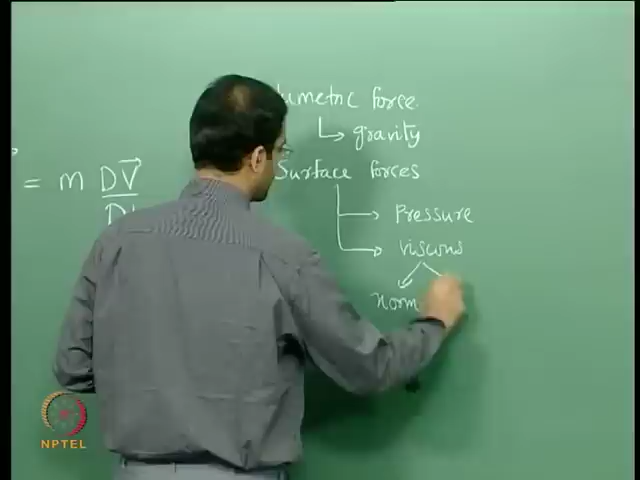 umetric force.
↳ gravity
= m DV⃗
Surface forces
D
→ Pressure
→ viscous
norm
NPTEL